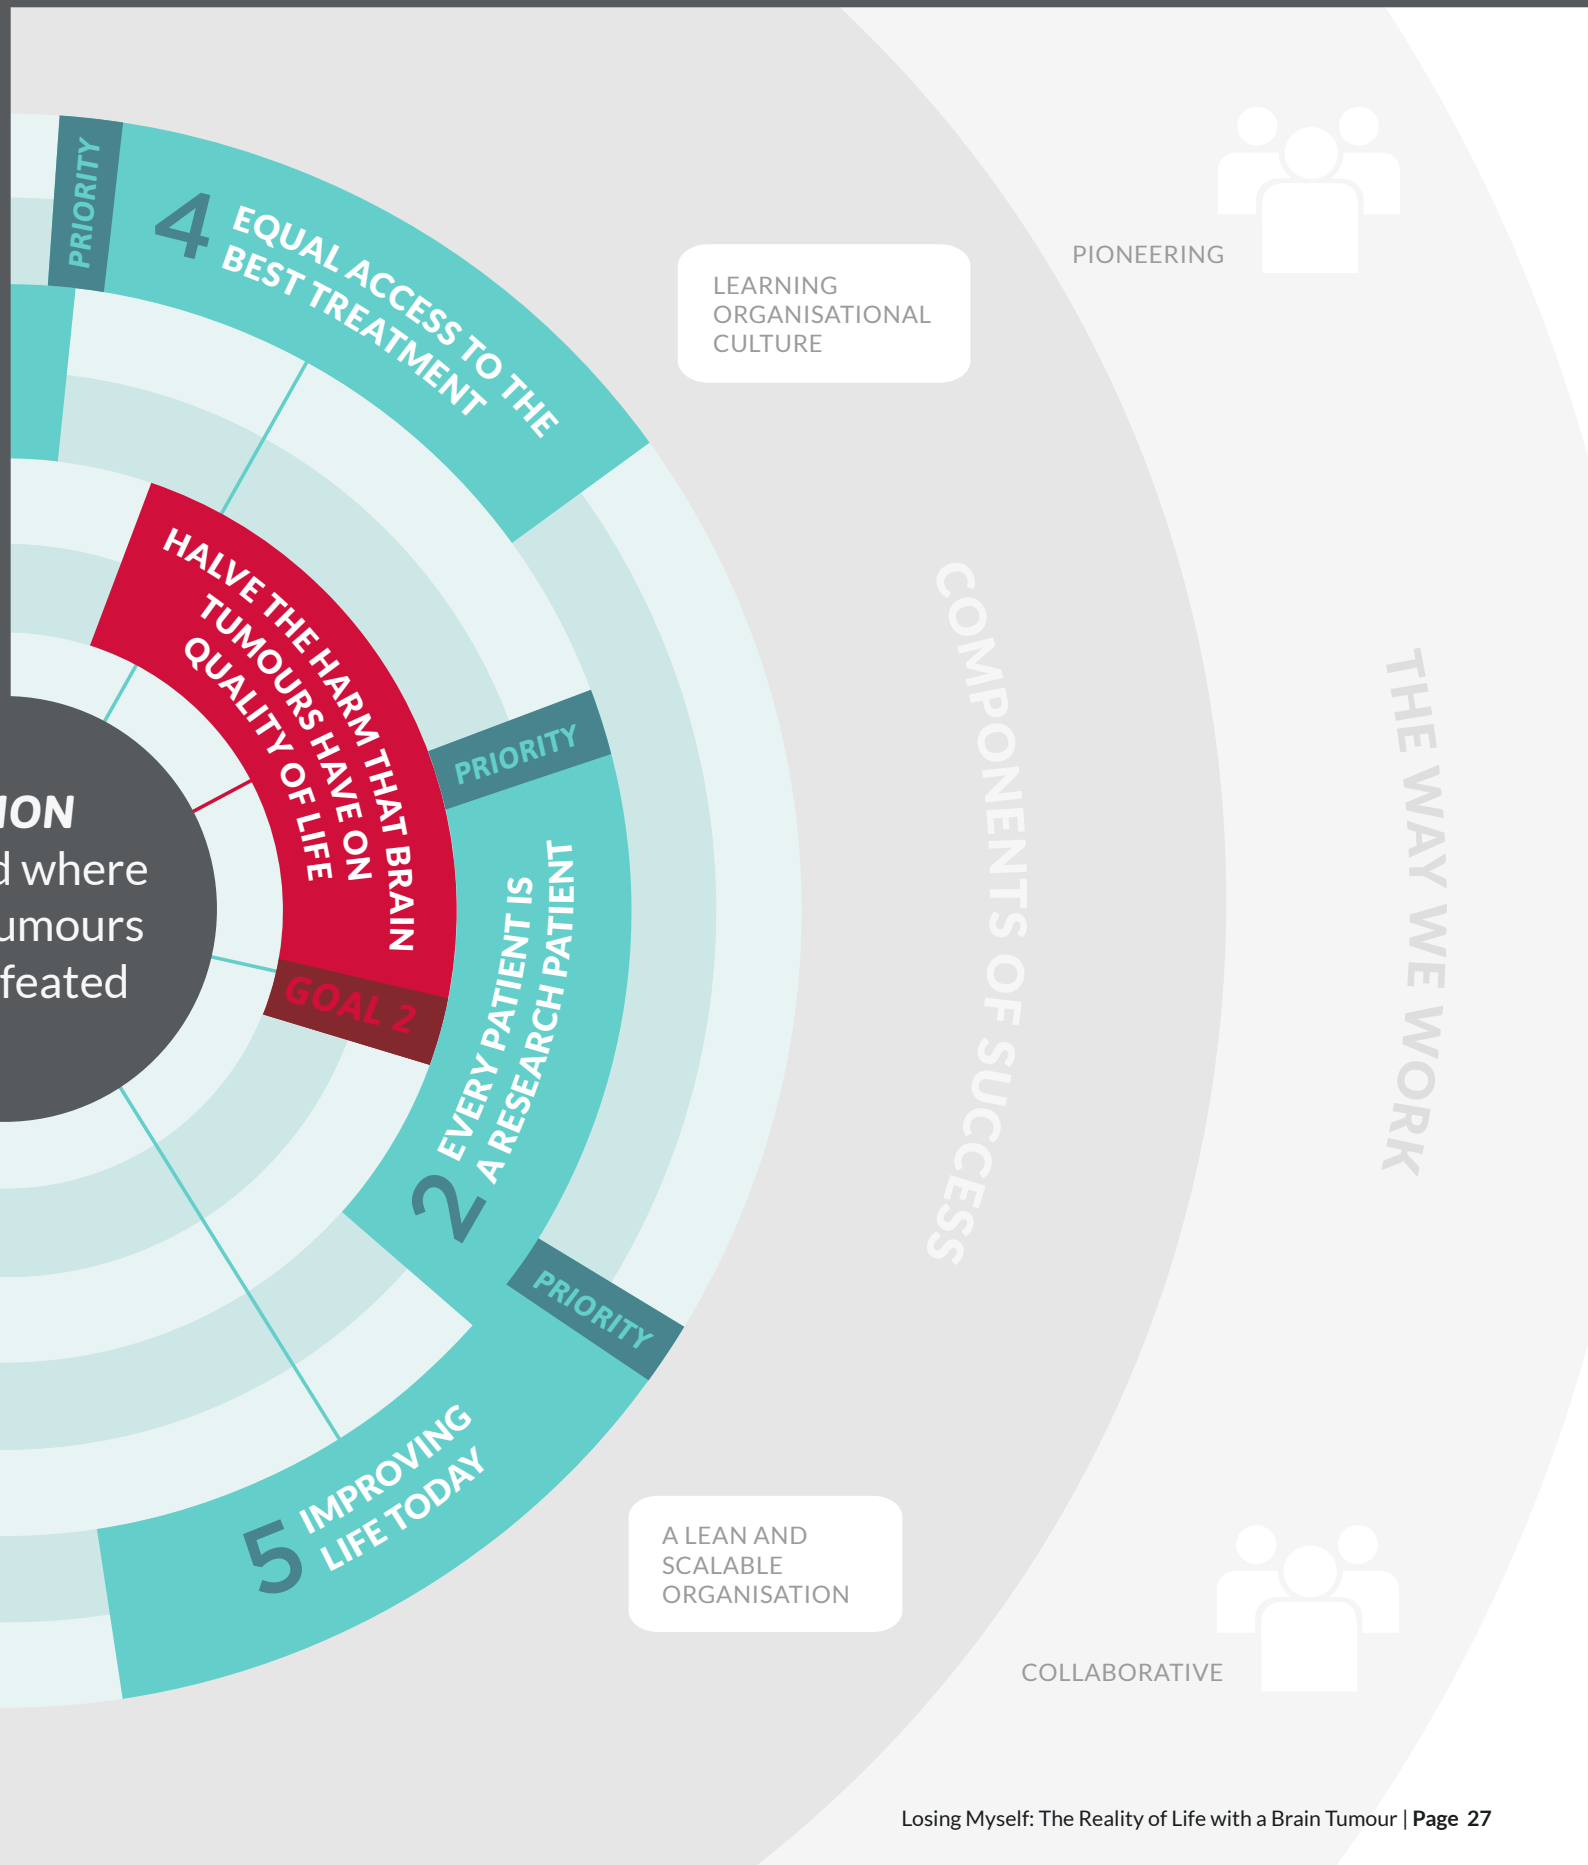 PRIORITY
4
EQUAL ACCESS TO THE
BEST TREATMENT
LEARNING
ORGANISATIONAL
CULTURE
PIONEERING
HALVE THE HARM THAT BRAIN
TUMOURS HAVE ON
QUALITY OF LIFE
GOAL 2
PRIORITY
2
EVERY PATIENT IS
A RESEARCH PATIENT
ION
d where
umours
feated
COMPONENTS OF SUCCESS
THE WAY WE WORK
PRIORITY
5
IMPROVING
LIFE TODAY
A LEAN AND
SCALABLE
ORGANISATION
COLLABORATIVE
Losing Myself: The Reality of Life with a Brain Tumour | Page 27